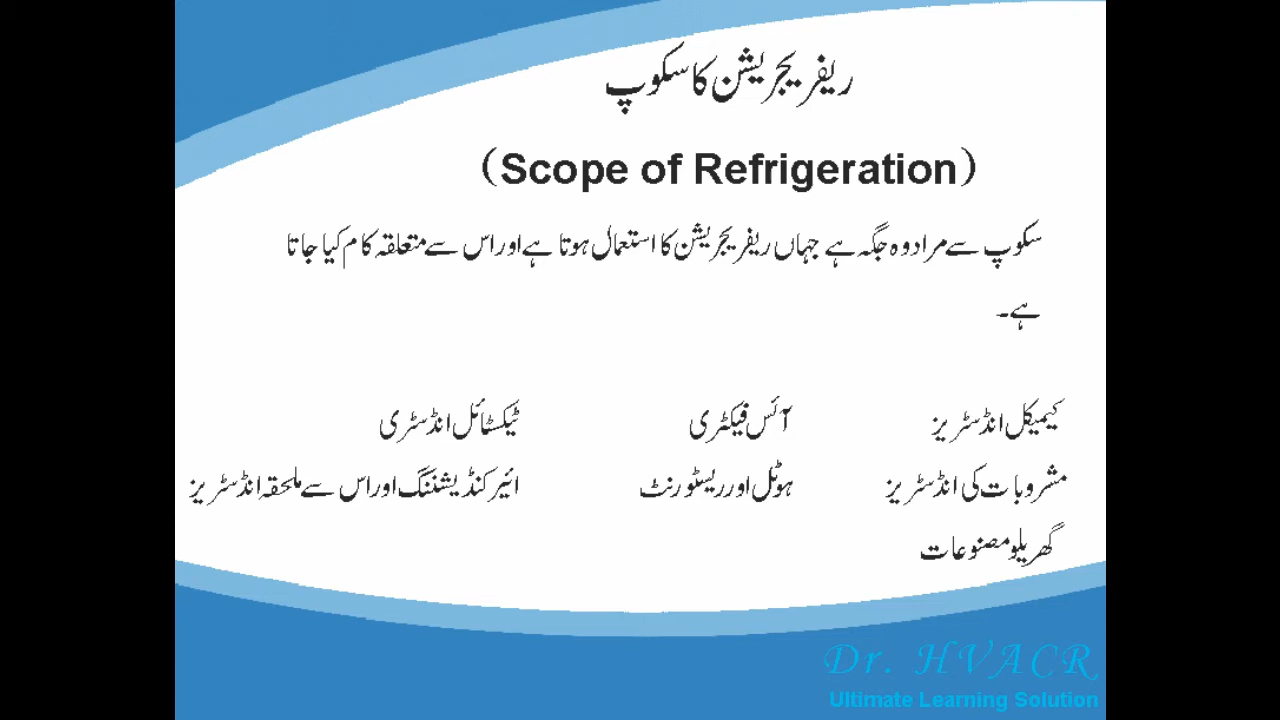 ریفریجریشن کا سکوپ
(Scope of Refrigeration)
سکوپ سے مراد وہ جگہ ہے جہاں ریفریجریشن کا استعمال ہوتا ہے اور اس سے متعلقہ کام کیا جاتا
ہے۔
کیمیکل انڈسٹریز آئس فیکٹری ٹیکسٹائل انڈسٹری
مشروبات کی انڈسٹریز ہوٹل اور ریسٹورنٹ ائیر کنڈیشننگ اور اس سے ملحقہ انڈسٹریز
گھریلو مصنوعات
Dr. HVACR
Ultimate Learning Solution